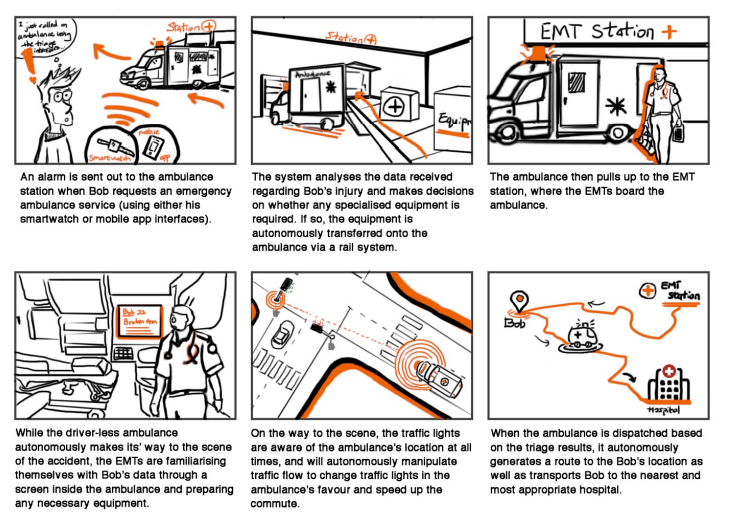 I just called an
ambulance using
the triage
interfaces...
Station
smartwatch
mobile
app
An alarm is sent out to the ambulance
station when Bob requests an emergency
ambulance service (using either his
smartwatch or mobile app interfaces).
Station
Ambulance
Equipm
The system analyses the data received
regarding Bob's injury and makes decisions
on whether any specialised equipment is
required. If so, the equipment is
autonomously transferred onto the
ambulance via a rail system.
EMT Station +
The ambulance then pulls up to the EMT
station, where the EMTs board the
ambulance.
Bob 22
Broken Arm
While the driver-less ambulance
autonomously makes its' way to the scene
of the accident, the EMTs are familiarising
themselves with Bob's data through a
screen inside the ambulance and preparing
any necessary equipment.
On the way to the scene, the traffic lights
are aware of the ambulance's location at all
times, and will autonomously manipulate
traffic flow to change traffic lights in the
ambulance's favour and speed up the
commute.
EMT
Station
Bob
Hospital
When the ambulance is dispatched based
on the triage results, it autonomously
generates a route to the Bob's location as
well as transports Bob to the nearest and
most appropriate hospital.